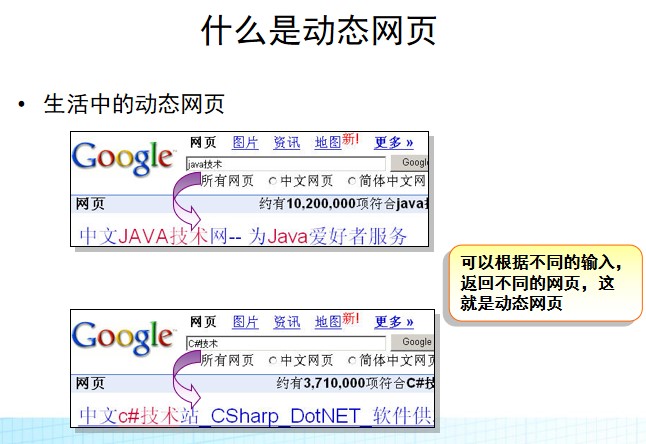 什么是动态网页
• 生活中的动态网页
Google™ 网页 图片 资讯 地图新! 更多 »
java技术 Googl
所有网页 中文网页 简体中文网
网页 约有10,200,000项符合java
中文JAVA技术网-- 为Java爱好者服务
可以根据不同的输入，
返回不同的网页，这
就是动态网页
Google™ 网页 图片 资讯 地图新! 更多 »
C#技术 Google
所有网页 中文网页 简体中文网
网页 约有3,710,000项符合C#技
中文c#技术站_CSharp_DotNET_软件供